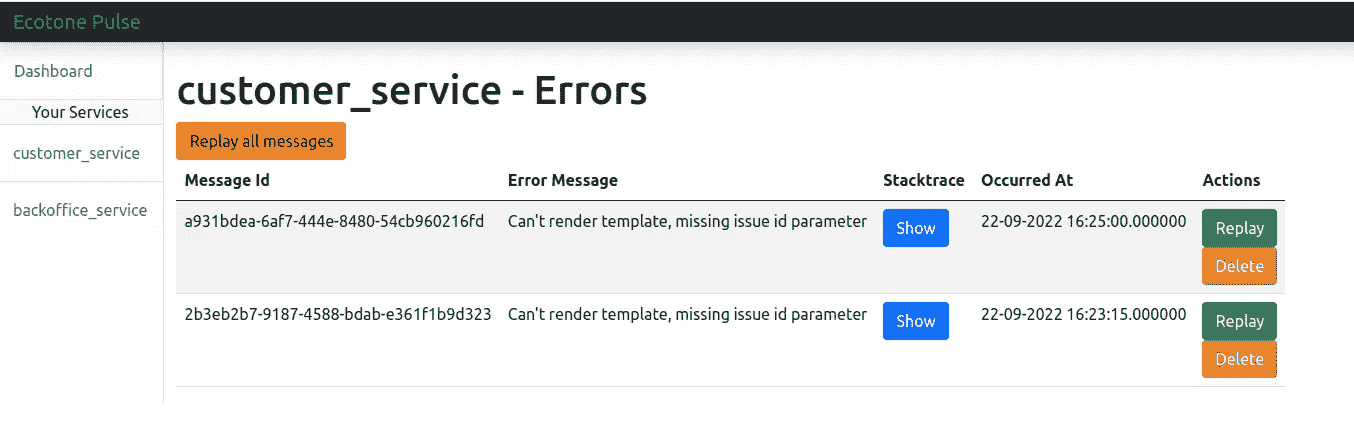 Ecotone Pulse
Dashboard
Your Services
customer_service
backoffice_service
customer_service - Errors
Replay all messages
Message Id Error Message Stacktrace Occurred At Actions
a931bdea-6af7-444e-8480-54cb960216fd Can't render template, missing issue id parameter Show 22-09-2022 16:25:00.000000 Replay
Delete
2b3eb2b7-9187-4588-bdab-e361f1b9d323 Can't render template, missing issue id parameter Show 22-09-2022 16:23:15.000000 Replay
Delete